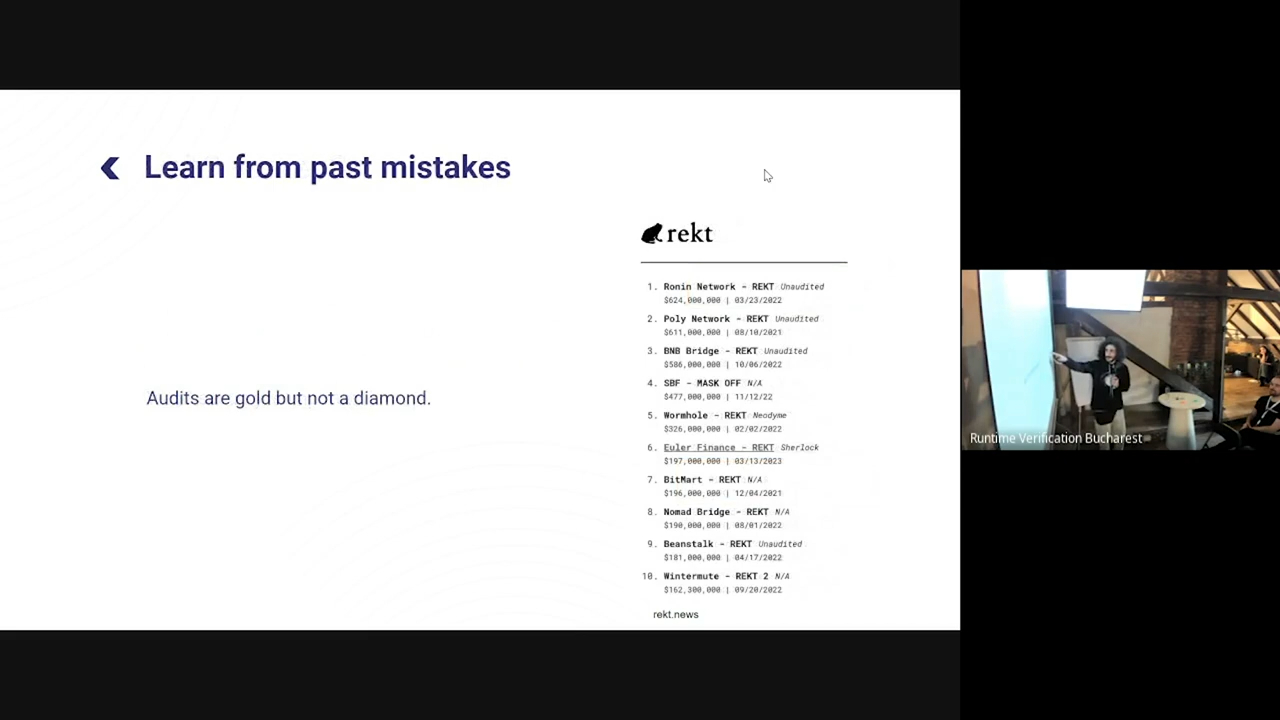 Learn from past mistakes
Audits are gold but not a diamond.
rekt
1. Ronin Network - REKT Unaudited
$624,000,000 | 03/23/2022
2. Poly Network - REKT Unaudited
$611,000,000 | 08/10/2021
3. BNB Bridge - REKT Unaudited
$586,000,000 | 10/06/2022
4. SBF - MASK OFF N/A
$477,000,000 | 11/12/22
5. Wormhole - REKT Neodyme
$326,000,000 | 02/02/2022
6. Euler Finance - REKT Sherlock
$197,000,000 | 03/13/2023
7. BitMart - REKT N/A
$196,000,000 | 12/04/2021
8. Nomad Bridge - REKT N/A
$190,000,000 | 08/01/2022
9. Beanstalk - REKT Unaudited
$181,000,000 | 04/17/2022
10. Wintermute - REKT 2 N/A
$162,300,000 | 09/20/2022
rekt.news
Runtime Verification Bucharest